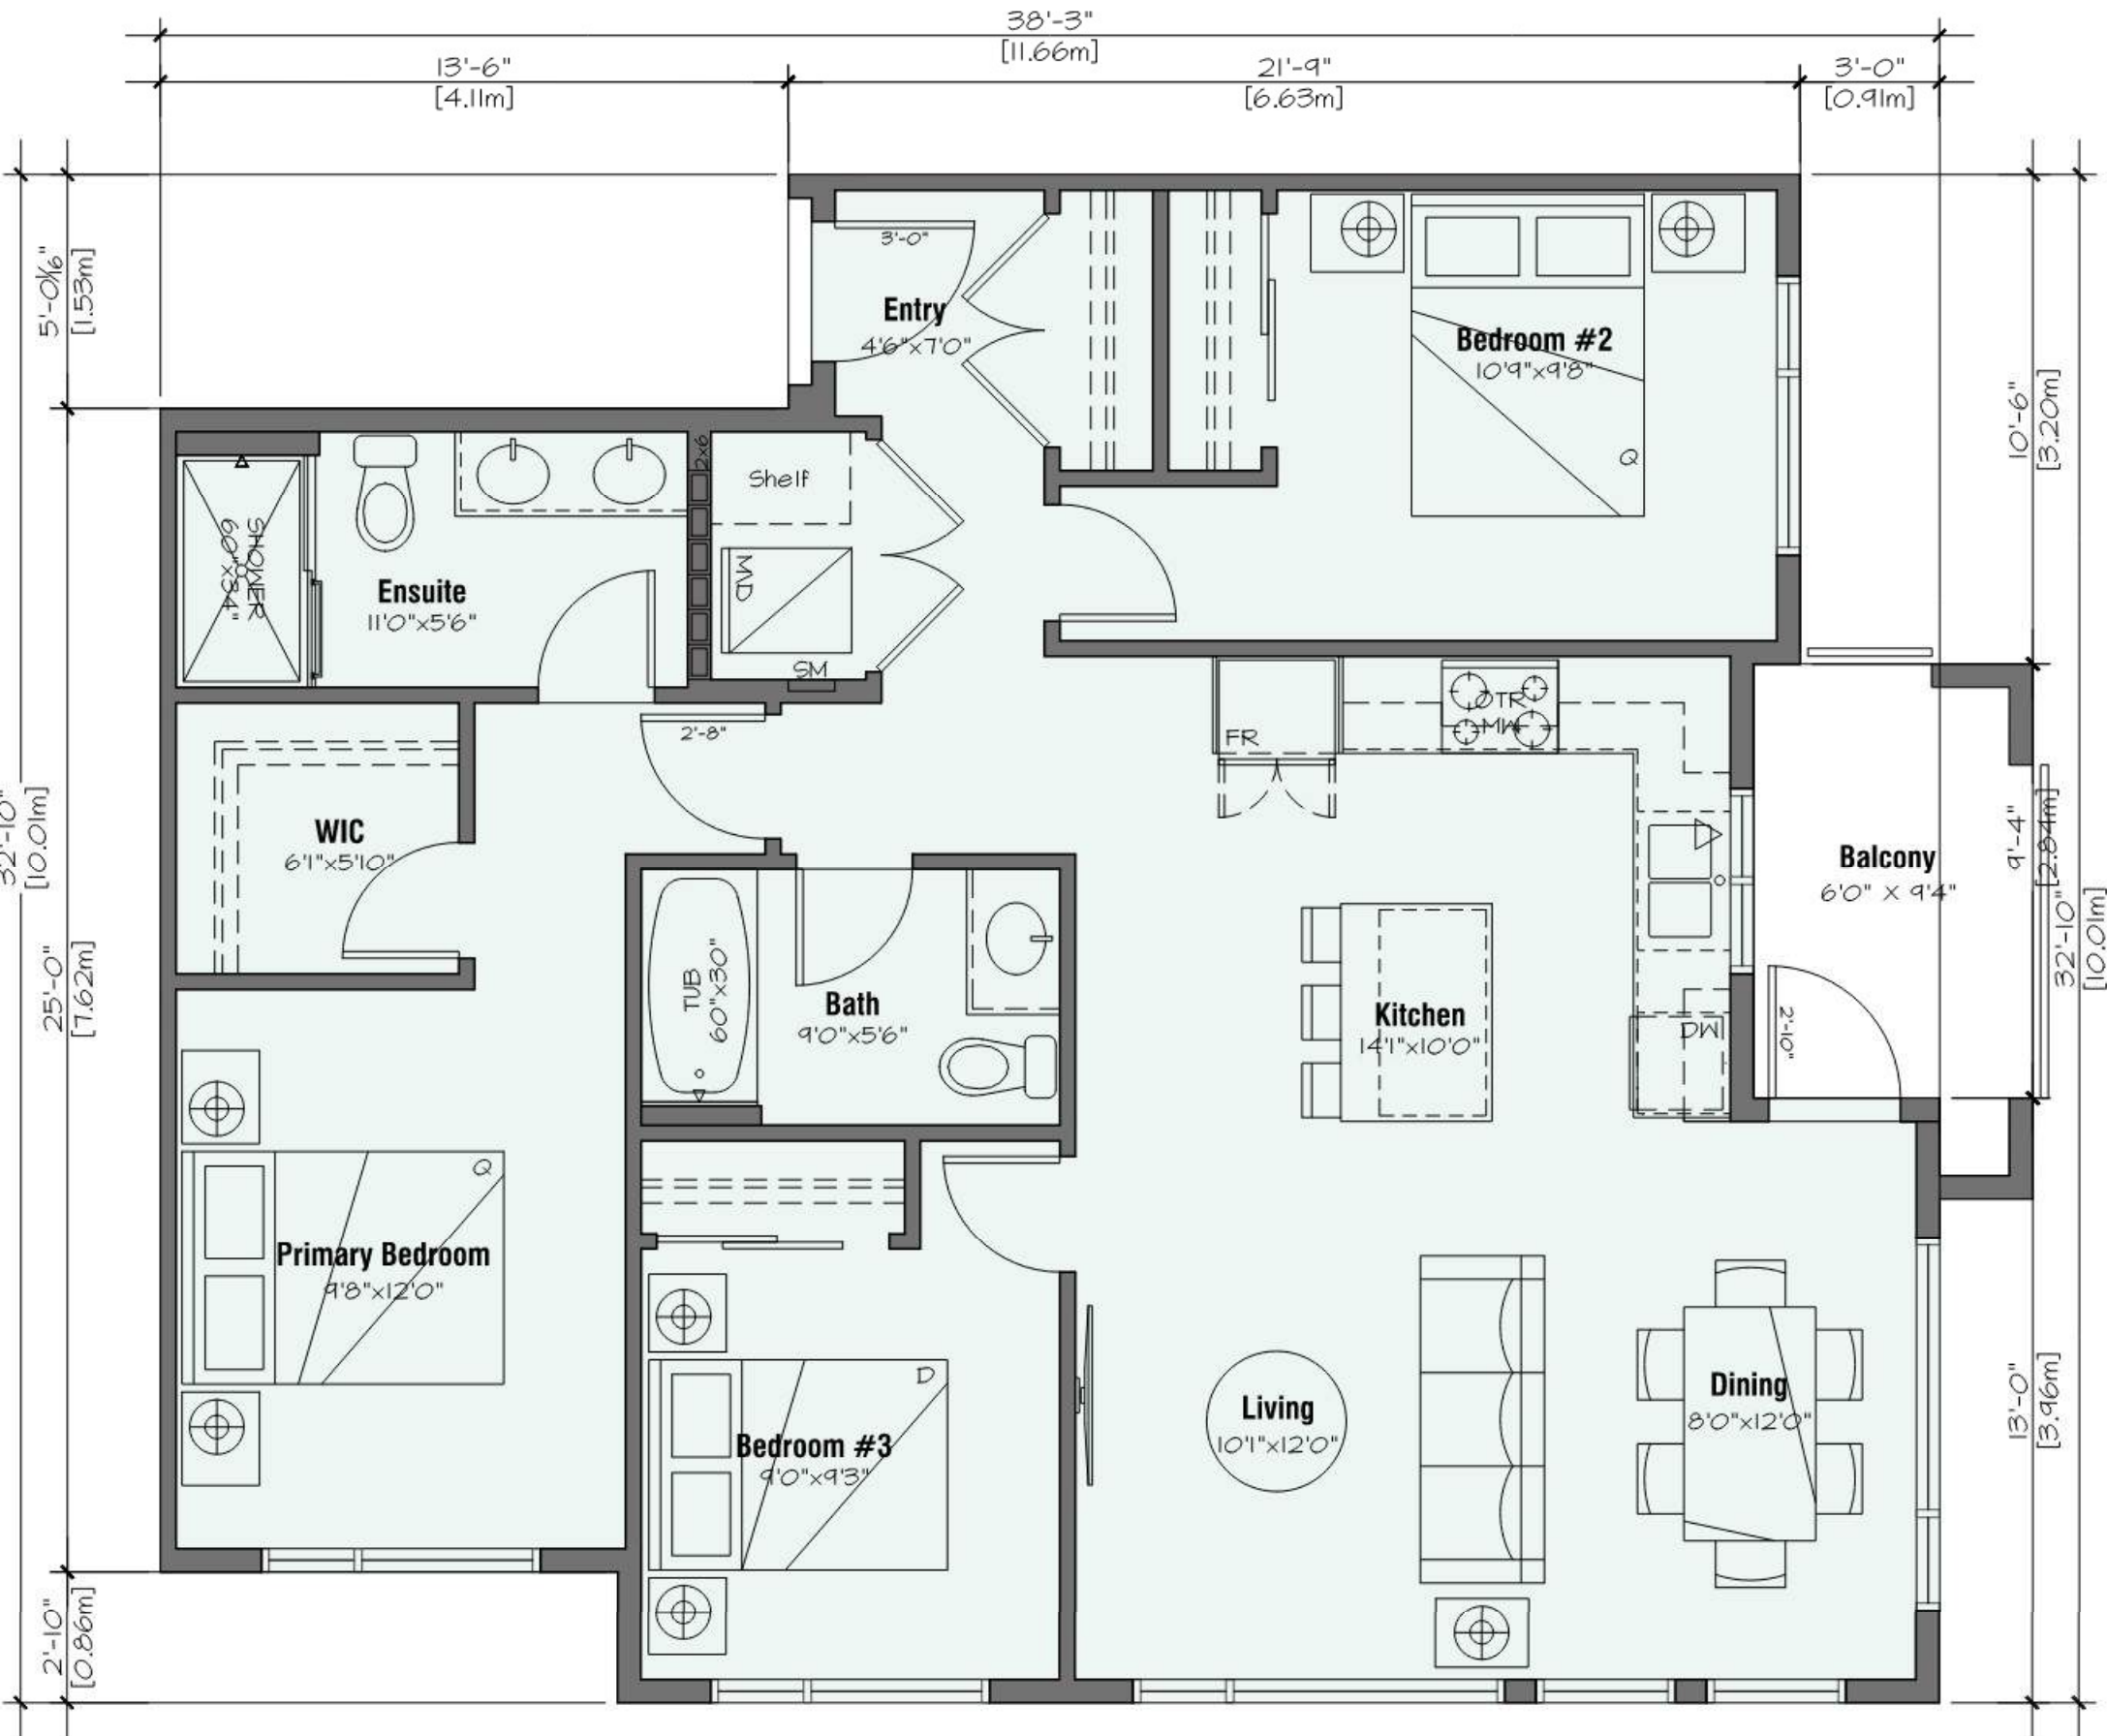 38'-3"
[11.66m]
13'-6"
[4.11m]
21'-9"
[6.63m]
3'-0"
[0.91m]
5'-0 1/16"
[1.53m]
3'-0"
Entry
4'6"x7'0"
Bedroom #2
10'9"x9'8"
Q
10'-6"
[3.20m]
2x6
Shelf
SHOWER
60"x34"
Ensuite
11'0"x5'6"
W\D
SM
2'-8"
FR
OTR
MW
32'-10"
[10.01m]
WIC
6'1"x5'10"
Balcony
6'0" X 9'4"
9'-4"
[2.84m]
32'-10"
[10.01m]
25'-0"
[7.62m]
TUB
60"x30"
Bath
9'0"x5'6"
Kitchen
14'1"x10'0"
DW
2'-10"
Q
Primary Bedroom
9'8"x12'0"
D
Bedroom #3
9'0"x9'3"
Living
10'1"x12'0"
Dining
8'0"x12'0"
13'-0"
[3.96m]
2'-10"
[0.86m]